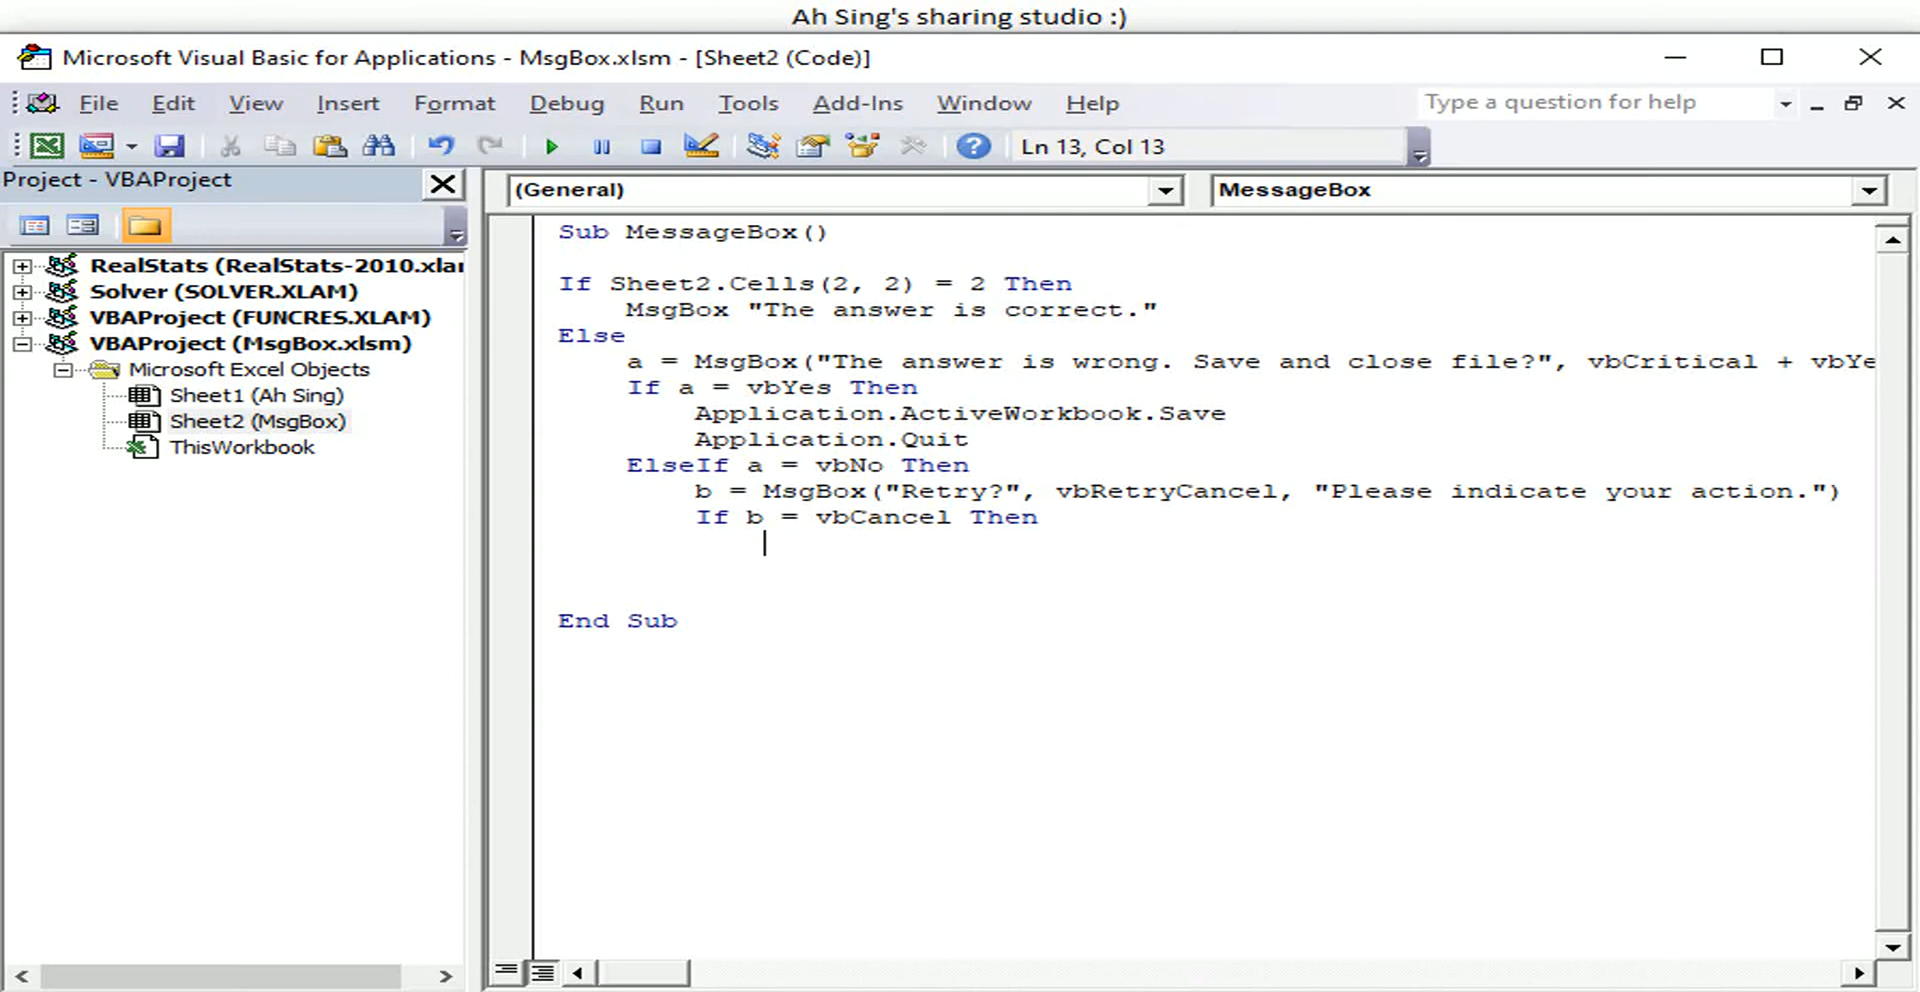 Ah Sing's sharing studio :)
Microsoft Visual Basic for Applications - MsgBox.xlsm - [Sheet2 (Code)]
File Edit View Insert Format Debug Run Tools Add-Ins Window Help Type a question for help
Ln 13, Col 13
Project - VBAProject
(General) MessageBox
RealStats (RealStats-2010.xlar
Solver (SOLVER.XLAM)
VBAProject (FUNCRES.XLAM)
VBAProject (MsgBox.xlsm)
Microsoft Excel Objects
Sheet1 (Ah Sing)
Sheet2 (MsgBox)
ThisWorkbook
Sub MessageBox()
If Sheet2.Cells(2, 2) = 2 Then
MsgBox "The answer is correct."
Else
a = MsgBox("The answer is wrong. Save and close file?", vbCritical + vbYe
If a = vbYes Then
Application.ActiveWorkbook.Save
Application.Quit
ElseIf a = vbNo Then
b = MsgBox("Retry?", vbRetryCancel, "Please indicate your action.")
If b = vbCancel Then
End Sub